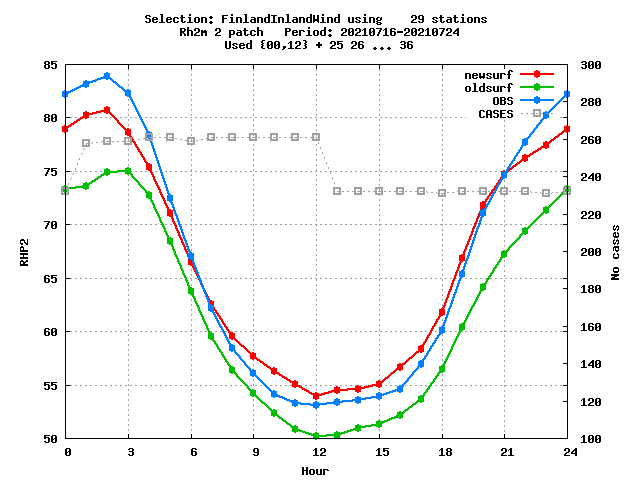 Selection: FinlandInlandWind using    29 stations
Rh2m 2 patch   Period: 20210716-20210724
Used {00,12} + 25 26 ... 36
newsurf
oldsurf
OBS
CASES
RHP2
85
80
75
70
65
60
55
50
300
280
260
240
220
200
180
160
140
120
100
No cases
0 3 6 9 12 15 18 21 24
Hour